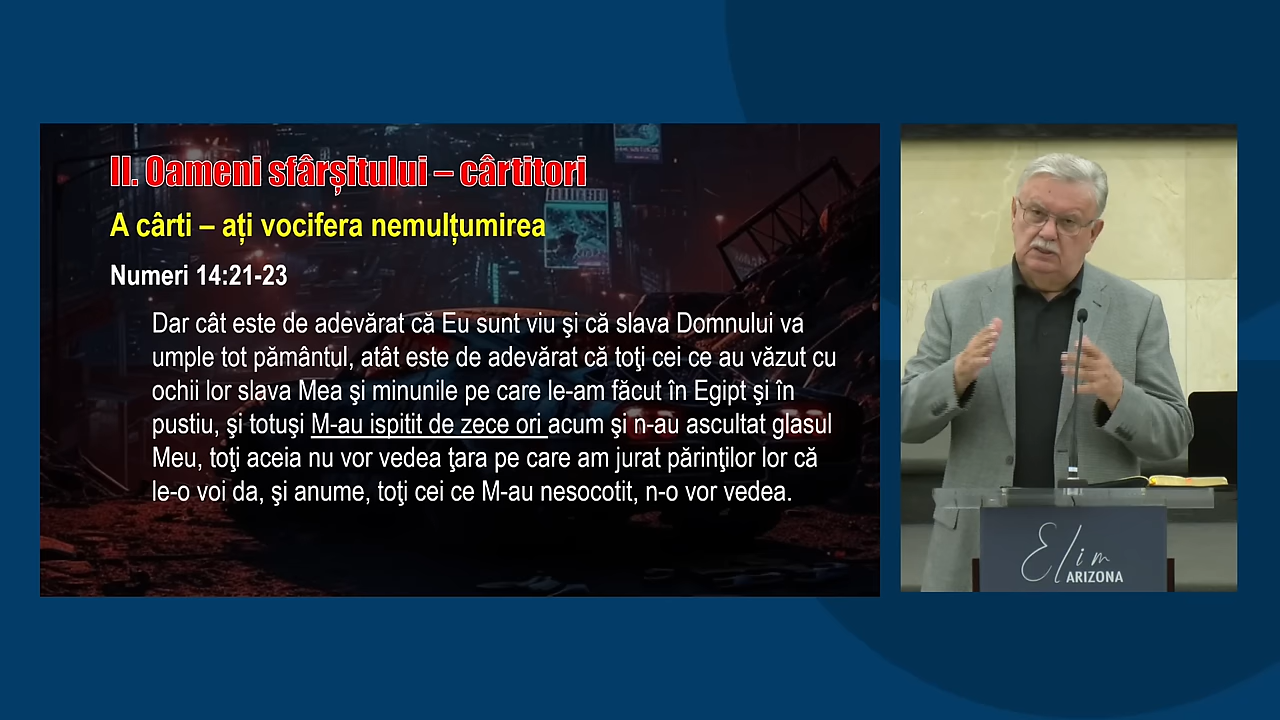 II. Oameni sfârșitului – cârtitori
A cârti – ați vocifera nemulțumirea
Numeri 14:21-23
Dar cât este de adevărat că Eu sunt viu şi că slava Domnului va
umple tot pământul, atât este de adevărat că toţi cei ce au văzut cu
ochii lor slava Mea şi minunile pe care le-am făcut în Egipt şi în
pustiu, şi totuşi M-au ispitit de zece ori acum şi n-au ascultat glasul
Meu, toţi aceia nu vor vedea ţara pe care am jurat părinţilor lor că
le-o voi da, şi anume, toţi cei ce M-au nesocotit, n-o vor vedea.
Elim
ARIZONA